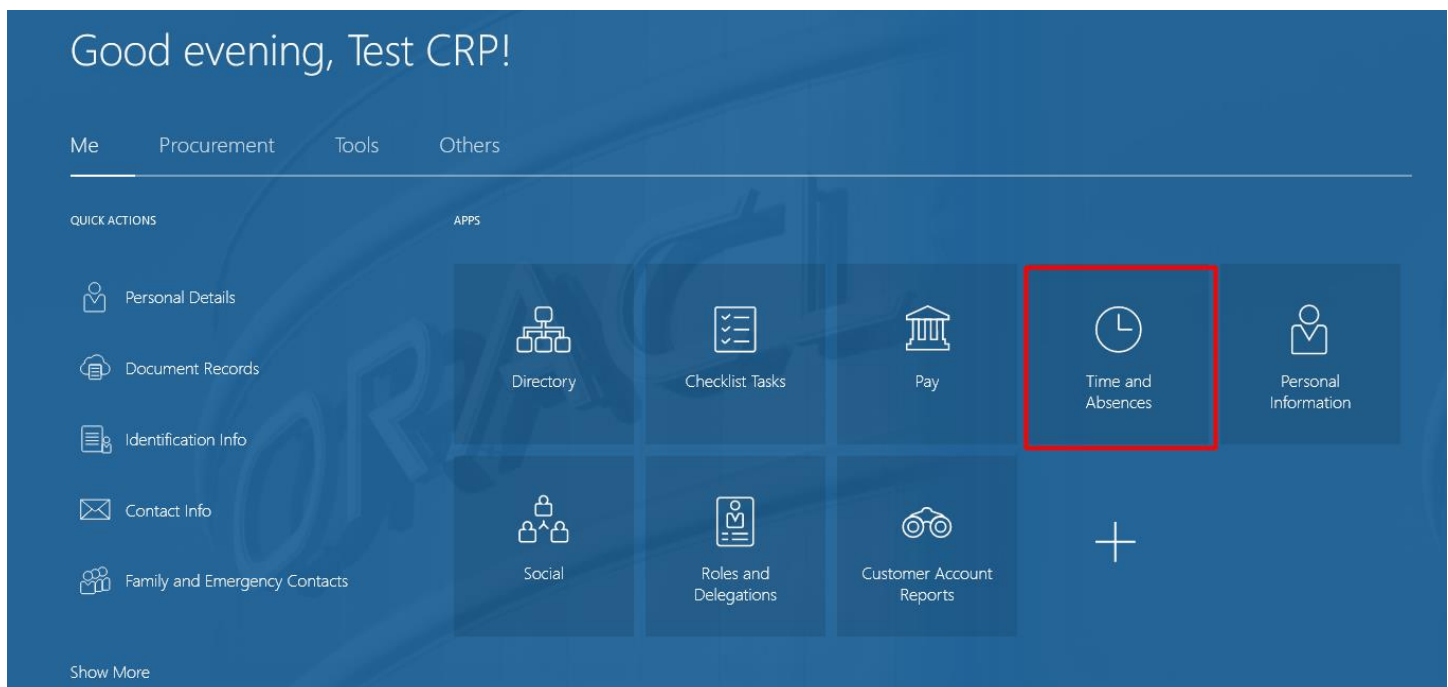 Good evening, Test CRP!
Me Procurement Tools Others
QUICK ACTIONS
APPS
Personal Details
Document Records
Identification Info
Contact Info
Family and Emergency Contacts
Show More
Directory
Checklist Tasks
Pay
Time and
Absences
Personal
Information
Social
Roles and
Delegations
Customer Account
Reports
ORACL